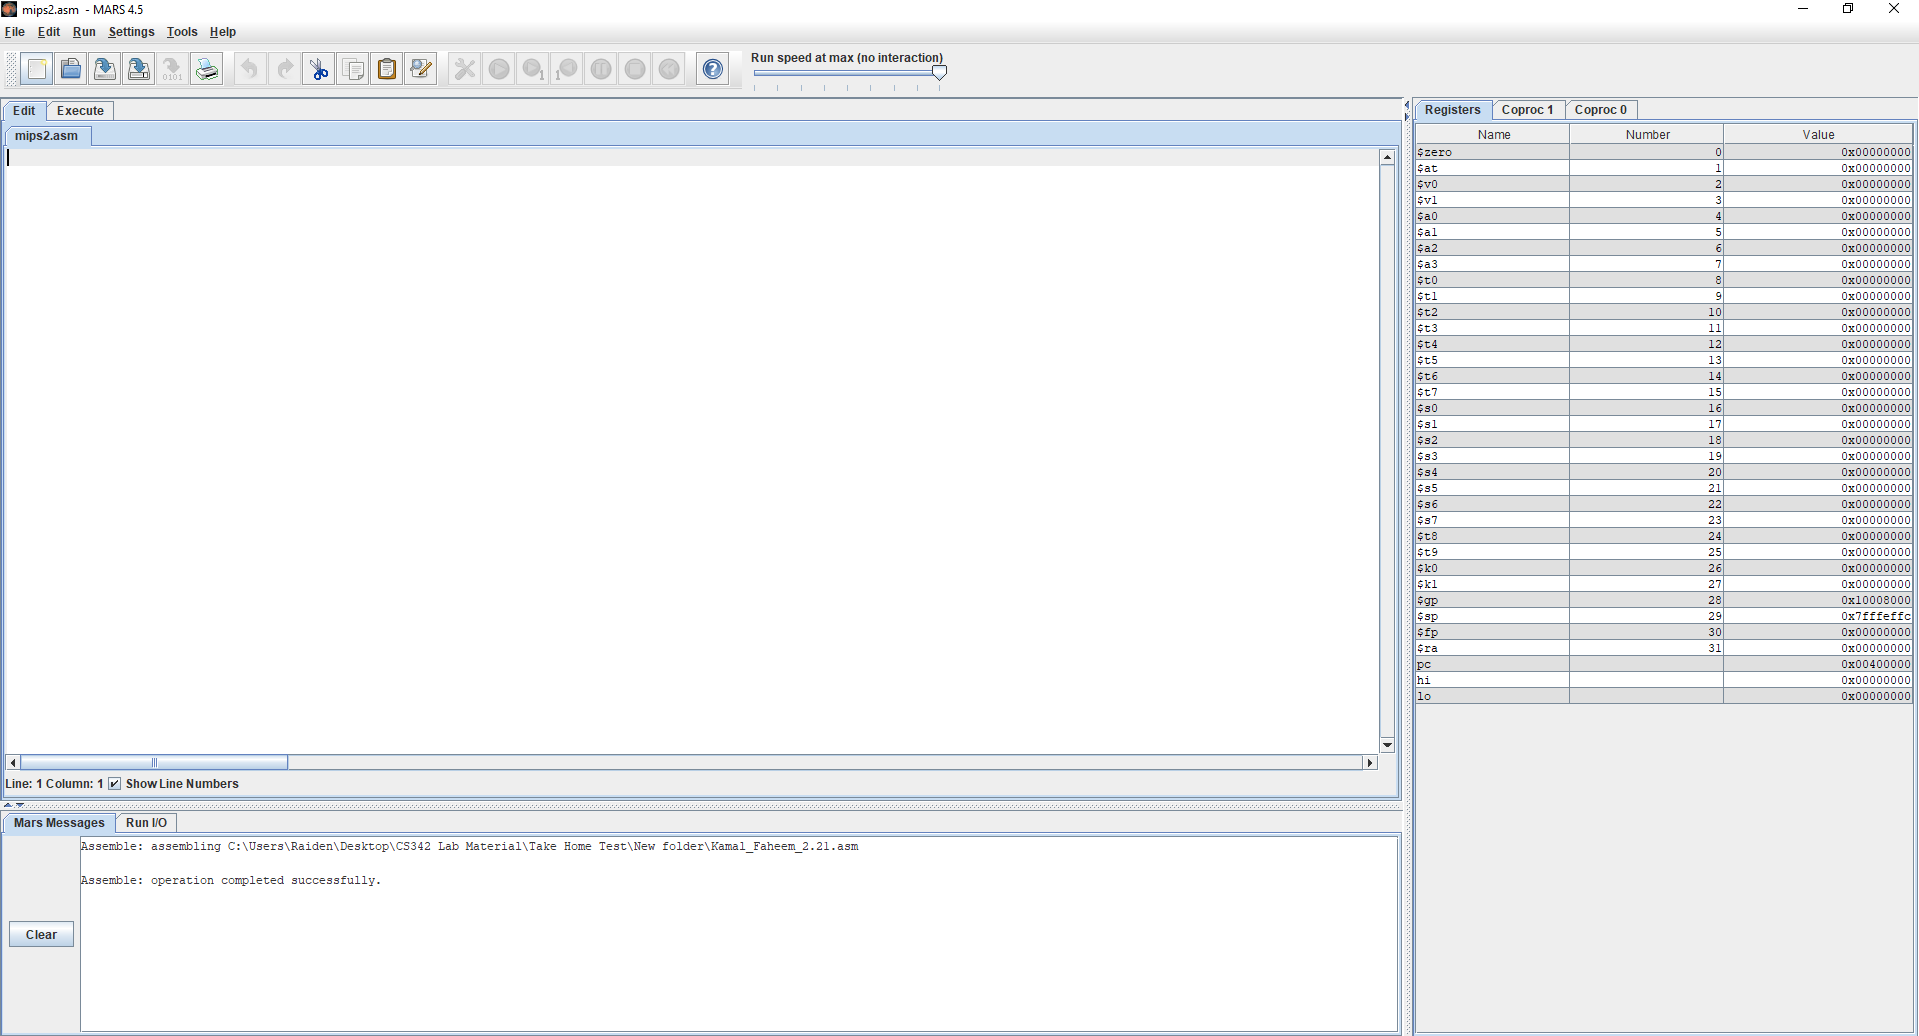 mips2.asm - MARS 4.5
File Edit Run Settings Tools Help
Run speed at max (no interaction)
Edit Execute
mips2.asm
Line: 1 Column: 1 Show Line Numbers
Mars Messages Run I/O
Assemble: assembling C:\Users\Raiden\Desktop\CS342 Lab Material\Take Home Test\New folder\Kamal_Faheem_2.21.asm
Assemble: operation completed successfully.
Clear
Registers Coproc 1 Coproc 0
Name Number Value
$zero 0 0x00000000
$at 1 0x00000000
$v0 2 0x00000000
$v1 3 0x00000000
$a0 4 0x00000000
$a1 5 0x00000000
$a2 6 0x00000000
$a3 7 0x00000000
$t0 8 0x00000000
$t1 9 0x00000000
$t2 10 0x00000000
$t3 11 0x00000000
$t4 12 0x00000000
$t5 13 0x00000000
$t6 14 0x00000000
$t7 15 0x00000000
$s0 16 0x00000000
$s1 17 0x00000000
$s2 18 0x00000000
$s3 19 0x00000000
$s4 20 0x00000000
$s5 21 0x00000000
$s6 22 0x00000000
$s7 23 0x00000000
$t8 24 0x00000000
$t9 25 0x00000000
$k0 26 0x00000000
$k1 27 0x00000000
$gp 28 0x10008000
$sp 29 0x7fffeffc
$fp 30 0x00000000
$ra 31 0x00000000
pc 0x00400000
hi 0x00000000
lo 0x00000000